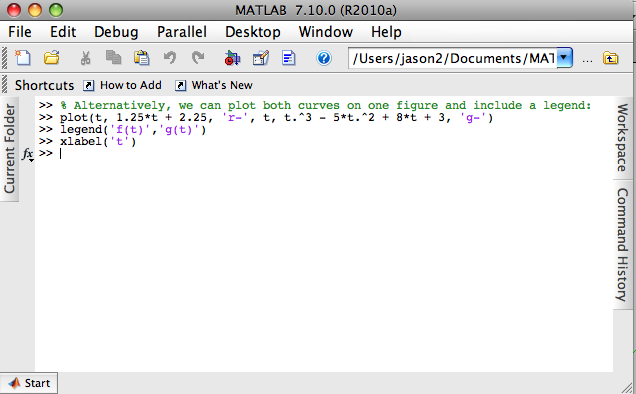 MATLAB 7.10.0 (R2010a)
File Edit Debug Parallel Desktop Window Help
/Users/jason2/Documents/MAT ...
Shortcuts How to Add What's New
Current Folder
>> % Alternatively, we can plot both curves on one figure and include a legend:
>> plot(t, 1.25*t + 2.25, 'r-', t, t.^3 - 5*t.^2 + 8*t + 3, 'g-')
>> legend('f(t)','g(t)')
>> xlabel('t')
fx >>
Workspace
Command History
Start